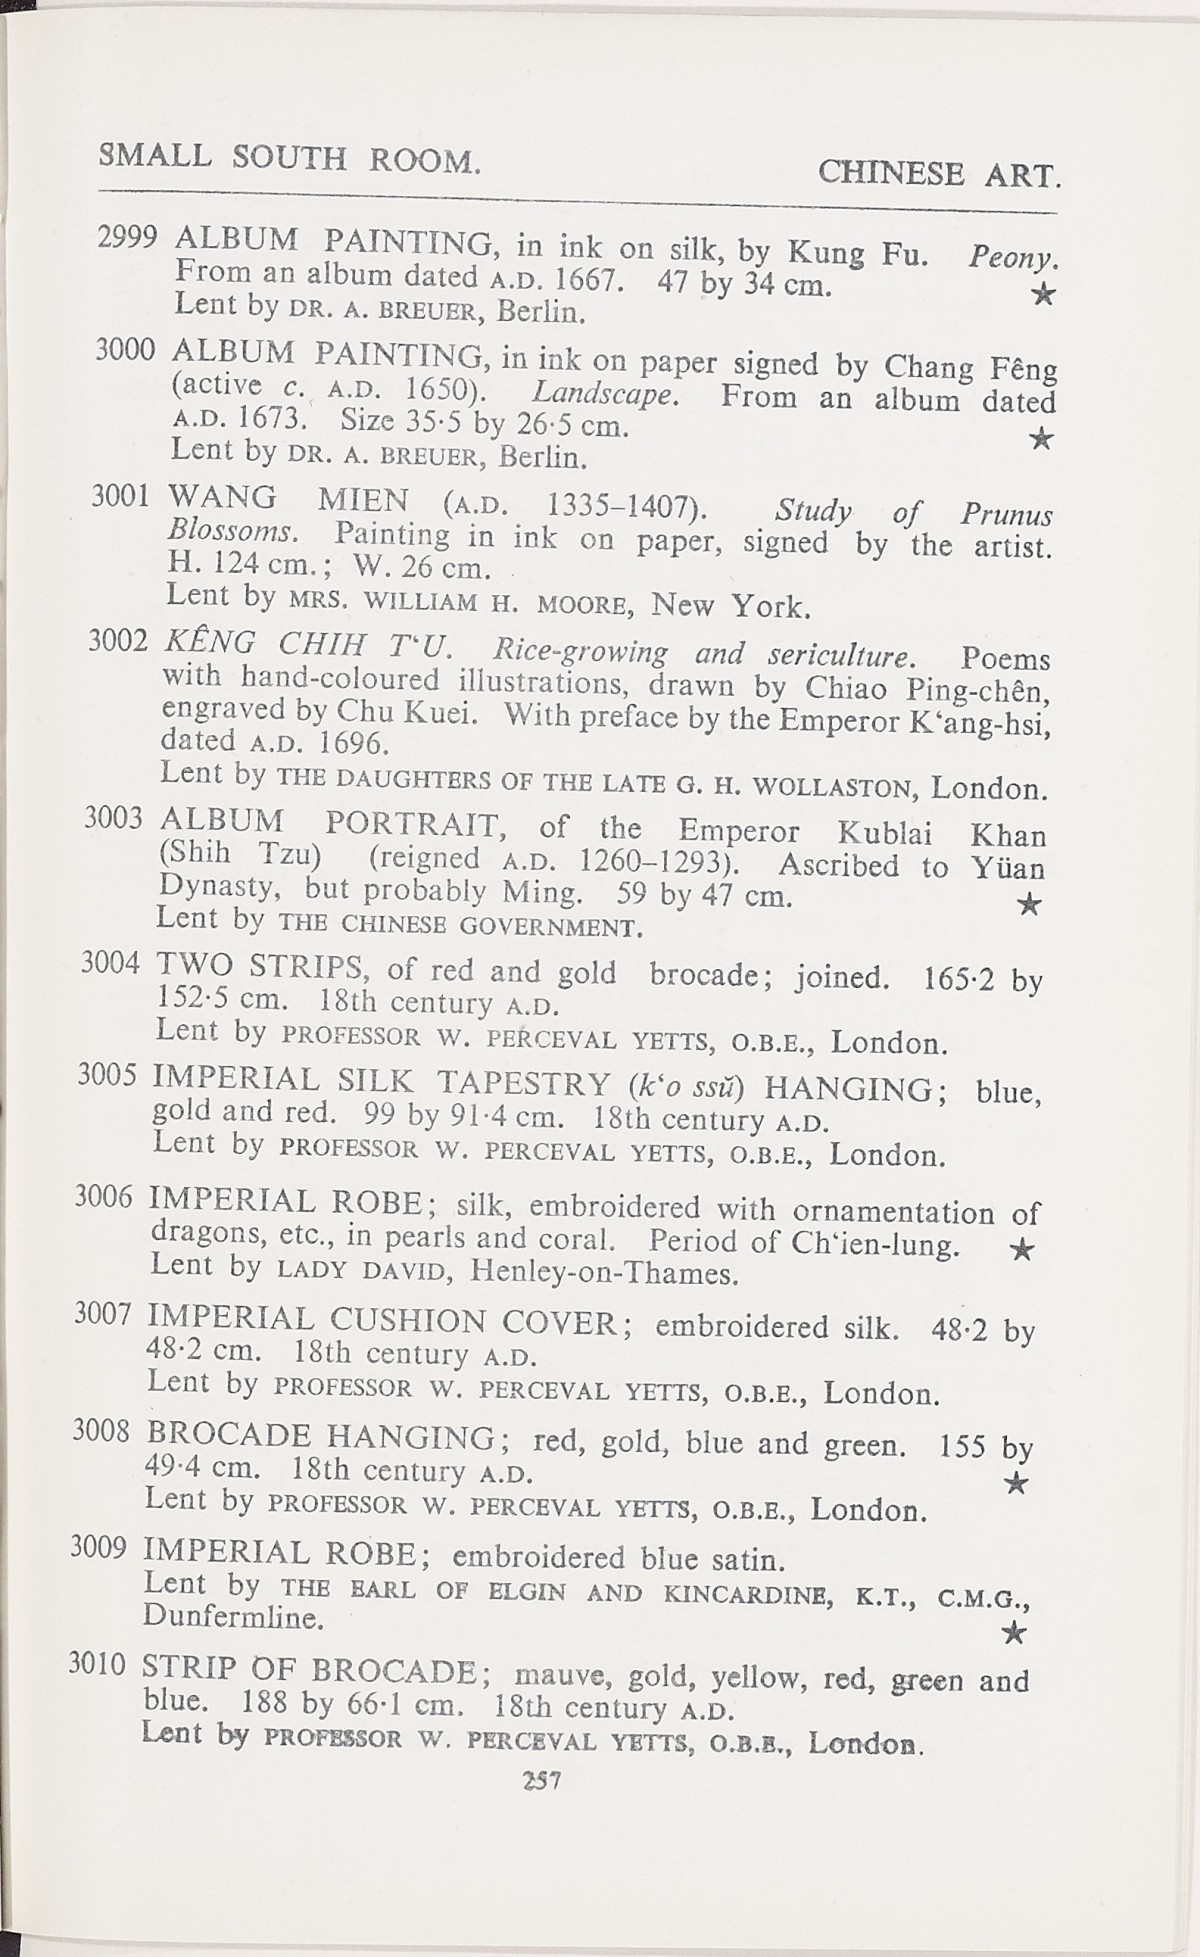 SMALL SOUTH ROOM. CHINESE ART.
2999 ALBUM PAINTING, in ink on silk, by Kung Fu. Peony.
From an album dated A.D. 1667. 47 by 34 cm. ★
Lent by DR. A. BREUER, Berlin.
3000 ALBUM PAINTING, in ink on paper signed by Chang Fêng
(active c. A.D. 1650). Landscape. From an album dated
A.D. 1673. Size 35·5 by 26·5 cm. ★
Lent by DR. A. BREUER, Berlin.
3001 WANG MIEN (A.D. 1335–1407). Study of Prunus
Blossoms. Painting in ink on paper, signed by the artist.
H. 124 cm.; W. 26 cm.
Lent by MRS. WILLIAM H. MOORE, New York.
3002 KÊNG CHIH T‘U. Rice-growing and sericulture. Poems
with hand-coloured illustrations, drawn by Chiao Ping-chên,
engraved by Chu Kuei. With preface by the Emperor K‘ang-hsi,
dated A.D. 1696.
Lent by THE DAUGHTERS OF THE LATE G. H. WOLLASTON, London.
3003 ALBUM PORTRAIT, of the Emperor Kublai Khan
(Shih Tzu) (reigned A.D. 1260–1293). Ascribed to Yüan
Dynasty, but probably Ming. 59 by 47 cm. ★
Lent by THE CHINESE GOVERNMENT.
3004 TWO STRIPS, of red and gold brocade; joined. 165·2 by
152·5 cm. 18th century A.D.
Lent by PROFESSOR W. PERCEVAL YETTS, O.B.E., London.
3005 IMPERIAL SILK TAPESTRY (k‘o ssŭ) HANGING; blue,
gold and red. 99 by 91·4 cm. 18th century A.D.
Lent by PROFESSOR W. PERCEVAL YETTS, O.B.E., London.
3006 IMPERIAL ROBE; silk, embroidered with ornamentation of
dragons, etc., in pearls and coral. Period of Ch‘ien-lung. ★
Lent by LADY DAVID, Henley-on-Thames.
3007 IMPERIAL CUSHION COVER; embroidered silk. 48·2 by
48·2 cm. 18th century A.D.
Lent by PROFESSOR W. PERCEVAL YETTS, O.B.E., London.
3008 BROCADE HANGING; red, gold, blue and green. 155 by
49·4 cm. 18th century A.D. ★
Lent by PROFESSOR W. PERCEVAL YETTS, O.B.E., London.
3009 IMPERIAL ROBE; embroidered blue satin.
Lent by THE EARL OF ELGIN AND KINCARDINE, K.T., C.M.G.,
Dunfermline. ★
3010 STRIP OF BROCADE; mauve, gold, yellow, red, green and
blue. 188 by 66·1 cm. 18th century A.D.
Lent by PROFESSOR W. PERCEVAL YETTS, O.B.E., London.
257